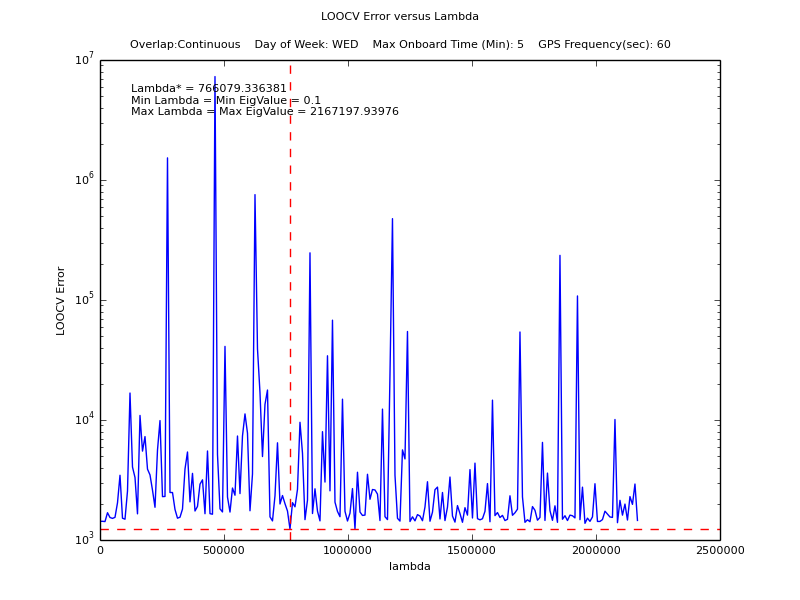 LOOCV Error versus Lambda
Overlap:Continuous Day of Week: WED Max Onboard Time (Min): 5 GPS Frequency(sec): 60
10^7
Lambda* = 766079.336381
Min Lambda = Min EigValue = 0.1
Max Lambda = Max EigValue = 2167197.93976
10^6
10^5
10^4
10^3
LOOCV Error
0 500000 1000000 1500000 2000000 2500000
lambda